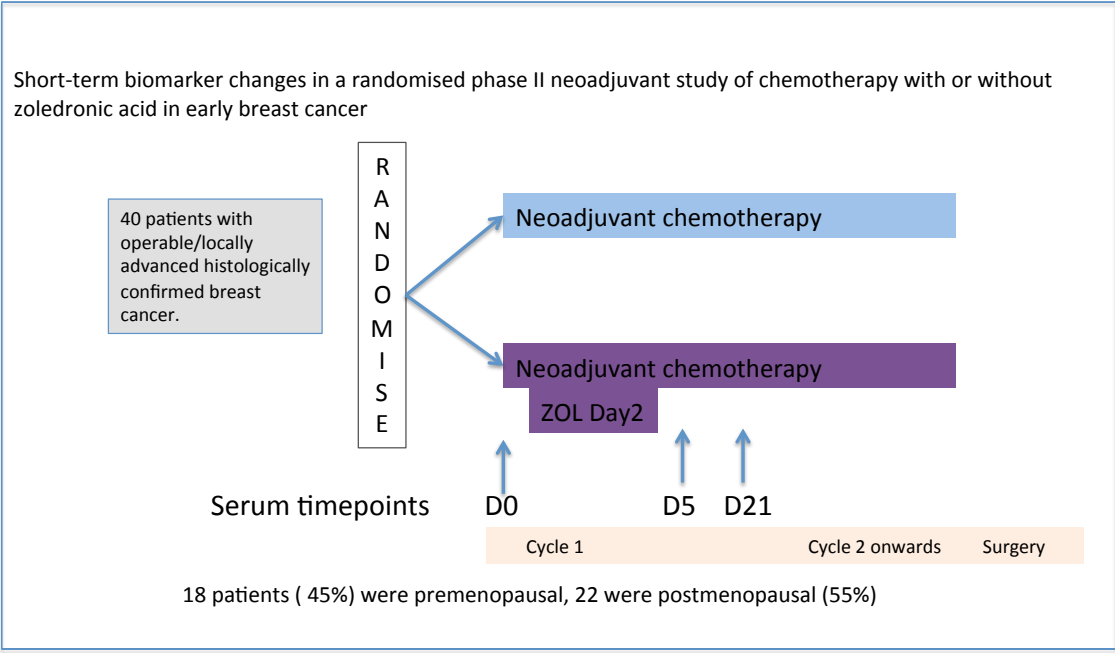 Short-term biomarker changes in a randomised phase II neoadjuvant study of chemotherapy with or without
zoledronic acid in early breast cancer
40 patients with
operable/locally
advanced histologically
confirmed breast
cancer.
R
A
N
D
O
M
I
S
E
Neoadjuvant chemotherapy
Neoadjuvant chemotherapy
ZOL Day2
Serum timepoints D0 D5 D21
Cycle 1 Cycle 2 onwards Surgery
18 patients ( 45%) were premenopausal, 22 were postmenopausal (55%)